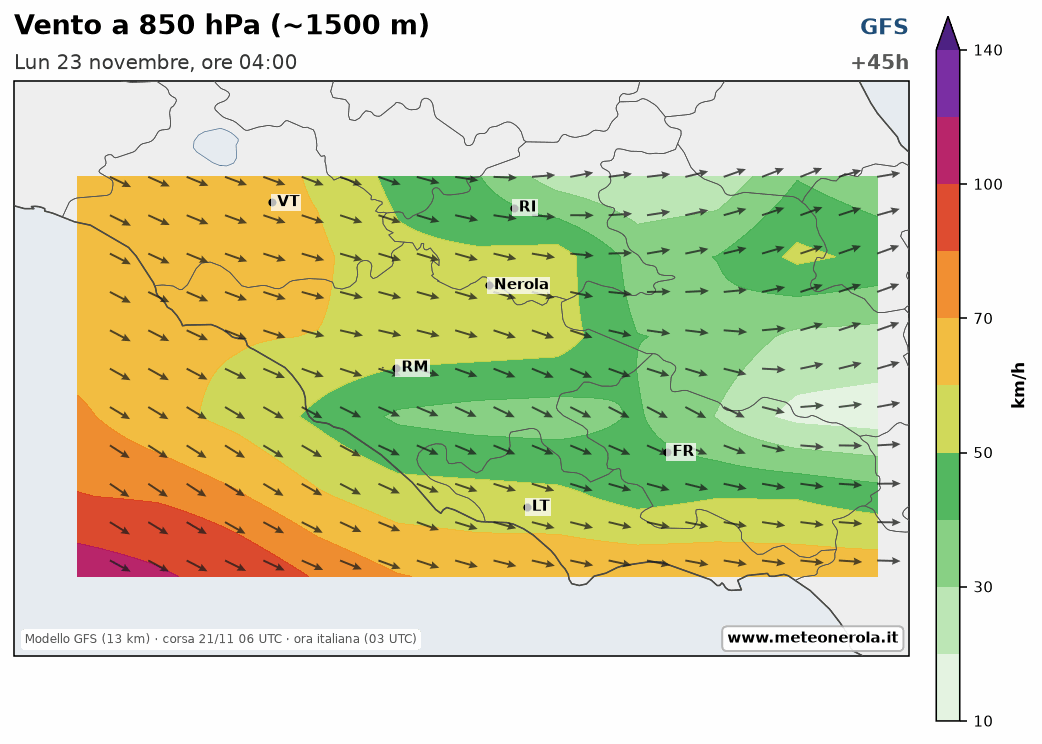 Vento a 850 hPa (~1500 m)
GFS
Lun 23 novembre, ore 04:00
+45h
VT
RI
Nerola
RM
FR
LT
140
100
70
50
30
10
km/h
Modello GFS (13 km) · corsa 21/11 06 UTC · ora italiana (03 UTC)
www.meteonerola.it